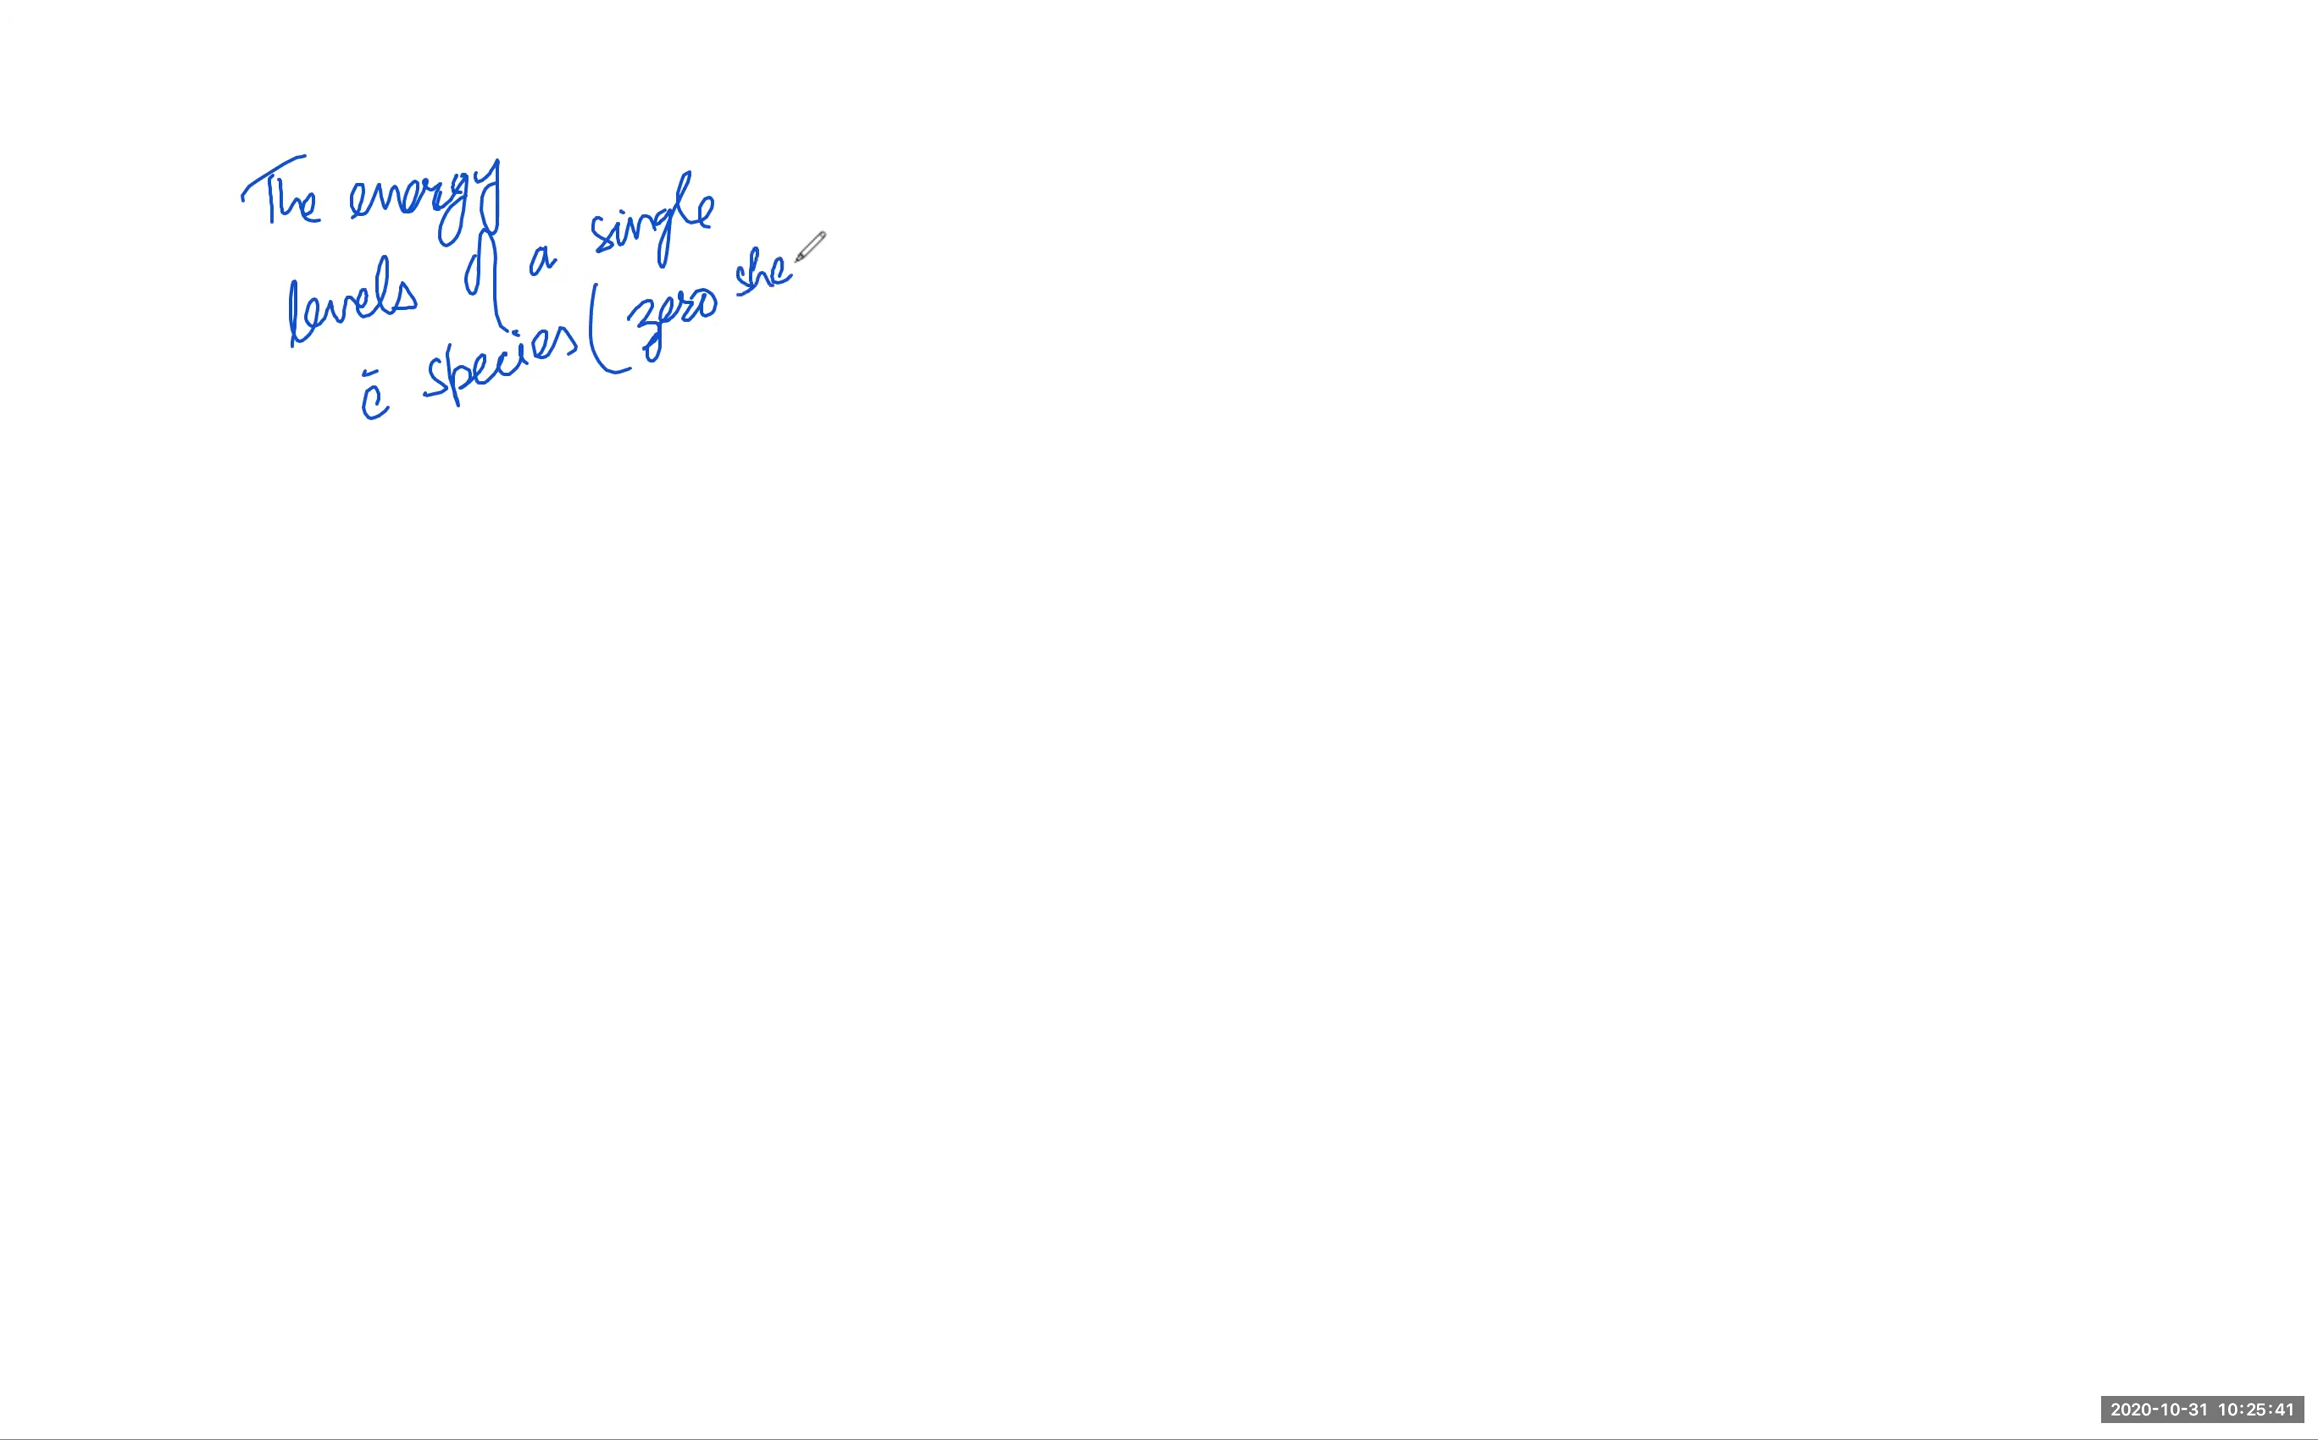 The energy
levels of a single
ē species (zero she
2020-10-31 10:25:41